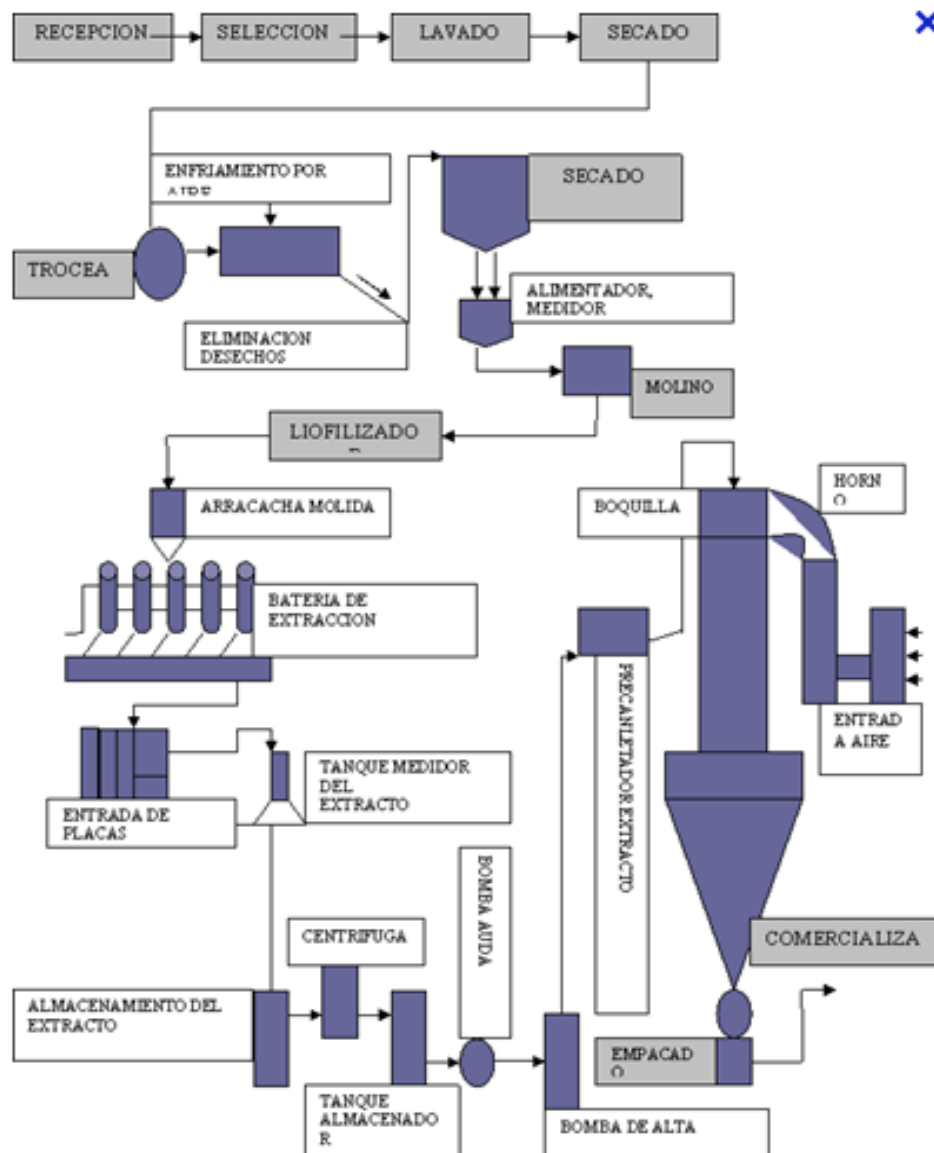 RECEPCION
SELECCION
LAVADO
SECADO
ENFRIAMIENTO POR
SECADO
TROCEA
ALIMENTADOR,
MEDIDOR
ELIMINACION
DESECHOS
MOLINO
LIOFILIZADO
ARRACACHA MOLIDA
BOQUILLA
HORN
O
BATERIA DE
EXTRACCION
PRECANLETADOR EXTRACTO
ENTRAD
A AIRE
TANQUE MEDIDOR
DEL
EXTRACTO
ENTRADA DE
PLACAS
BOMBA AUDA
CENTRIFUGA
COMERCIALIZA
ALMACENAMIENTO DEL
EXTRACTO
EMPACAD
O
TANQUE
ALMACENADO
R
BOMBA DE ALTA